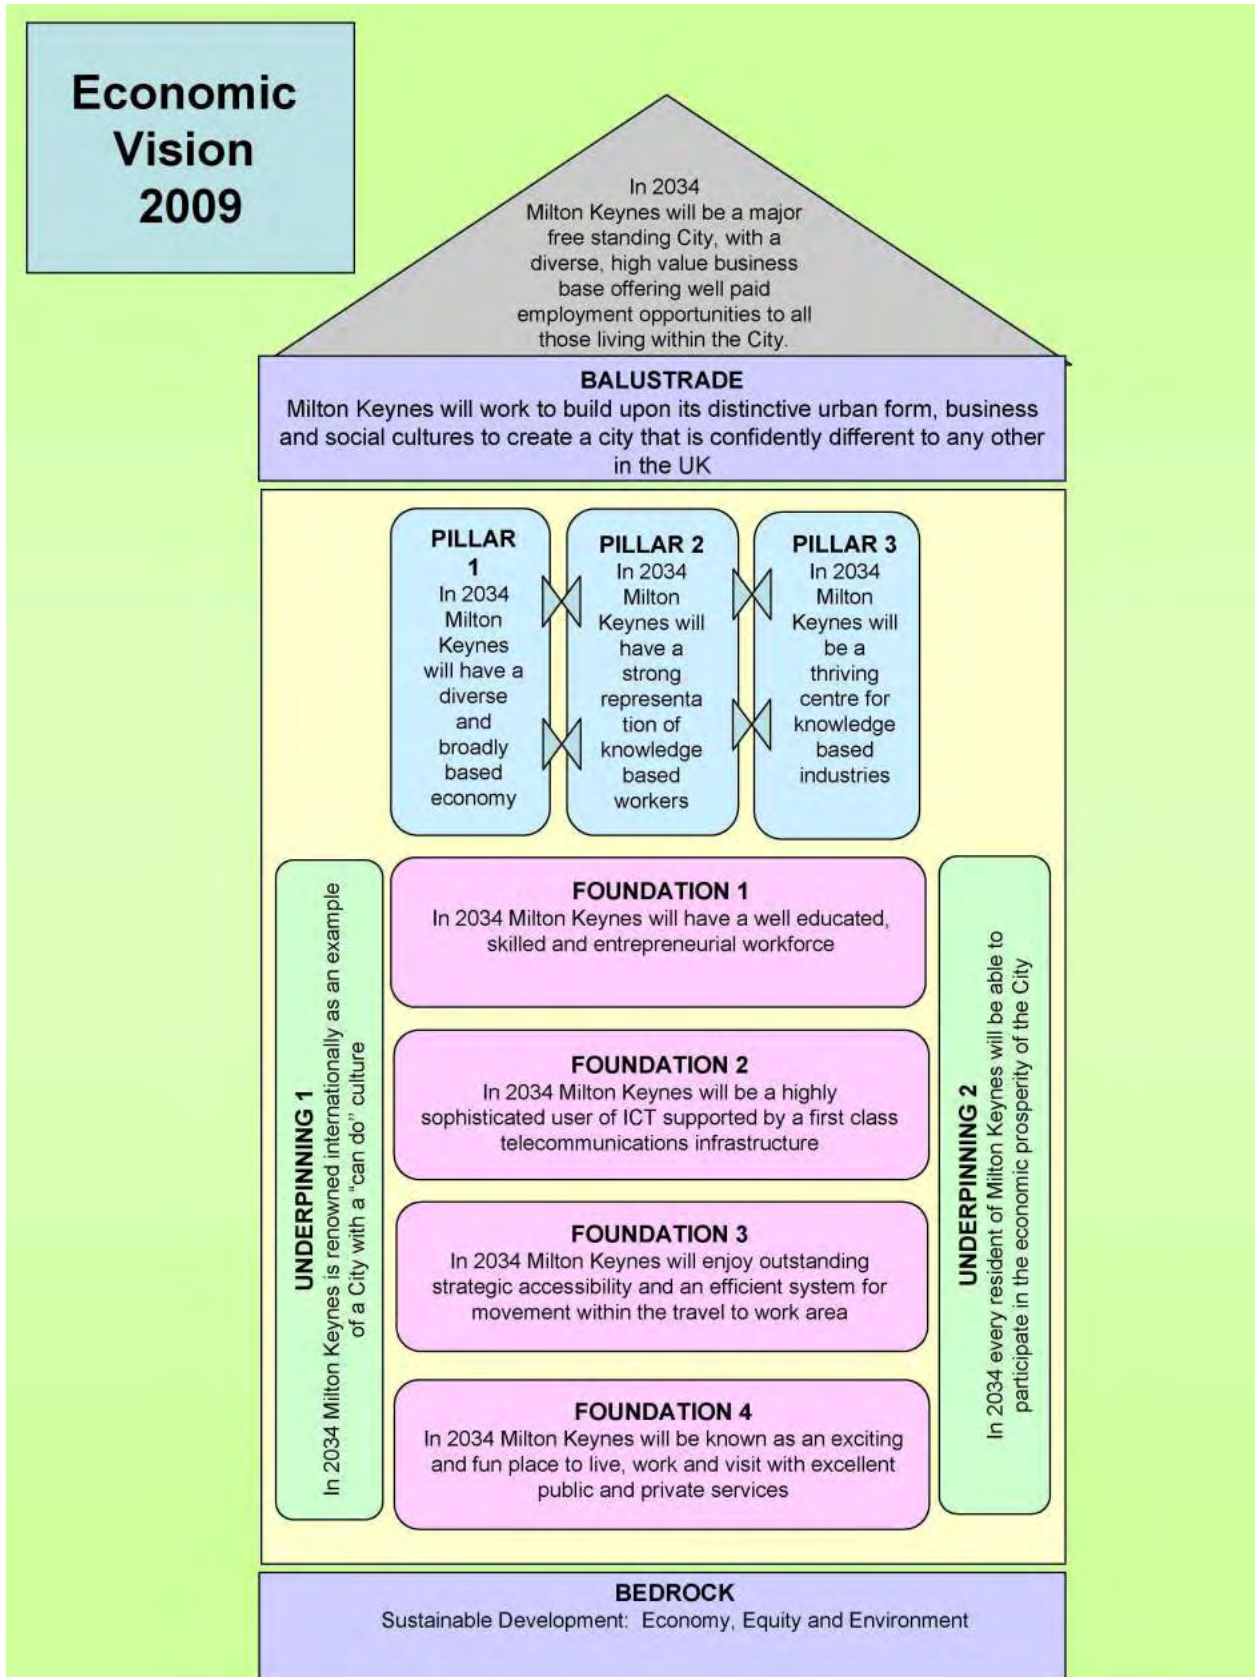 Economic
Vision
2009
In 2034
Milton Keynes will be a major
free standing City, with a
diverse, high value business
base offering well paid
employment opportunities to all
those living within the City.
BALUSTRADE
Milton Keynes will work to build upon its distinctive urban form, business
and social cultures to create a city that is confidently different to any other
in the UK
PILLAR
1
In 2034
Milton
Keynes
will have a
diverse
and
broadly
based
economy
PILLAR 2
In 2034
Milton
Keynes will
have a
strong
representa
tion of
knowledge
based
workers
PILLAR 3
In 2034
Milton
Keynes will
be a
thriving
centre for
knowledge
based
industries
UNDERPINNING 1
In 2034 Milton Keynes is renowned internationally as an example
of a City with a "can do" culture
FOUNDATION 1
In 2034 Milton Keynes will have a well educated,
skilled and entrepreneurial workforce
FOUNDATION 2
In 2034 Milton Keynes will be a highly
sophisticated user of ICT supported by a first class
telecommunications infrastructure
FOUNDATION 3
In 2034 Milton Keynes will enjoy outstanding
strategic accessibility and an efficient system for
movement within the travel to work area
FOUNDATION 4
In 2034 Milton Keynes will be known as an exciting
and fun place to live, work and visit with excellent
public and private services
UNDERPINNING 2
In 2034 every resident of Milton Keynes will be able to
participate in the economic prosperity of the City
BEDROCK
Sustainable Development: Economy, Equity and Environment